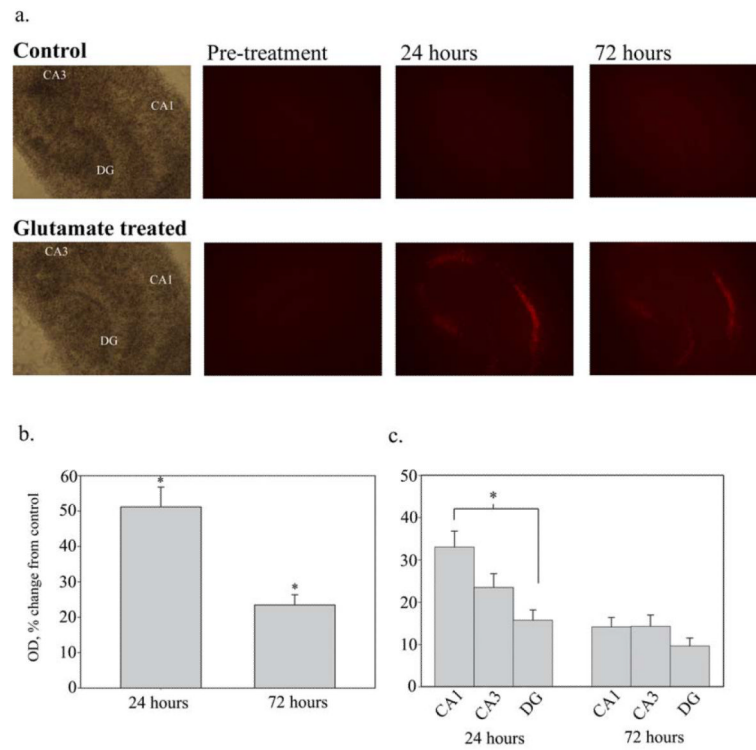 a.
Control Pre-treatment 24 hours 72 hours
CA3
CA1
DG
Glutamate treated
CA3
CA1
DG
b.
60
50
40
30
20
10
0
OD, % change from control
*
*
24 hours 72 hours
c.
50
40
30
20
10
0
*
CA1 CA3 DG CA1 CA3 DG
24 hours 72 hours